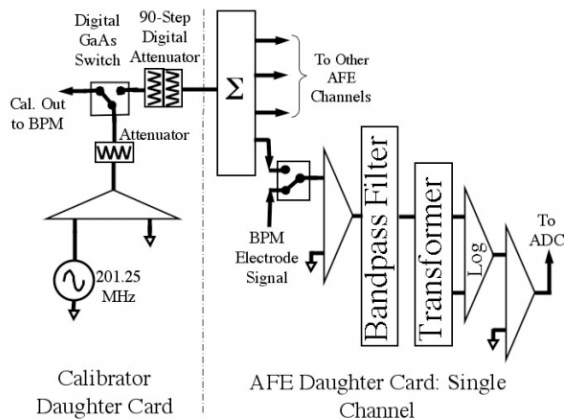 Digital
GaAs
Switch
90-Step
Digital
Attenuator
Cal. Out
to BPM
Attenuator
201.25
MHz
Calibrator
Daughter Card
Σ
To Other
AFE
Channels
BPM
Electrode
Signal
Bandpass Filter
Transformer
Log
To
ADC
AFE Daughter Card: Single
Channel